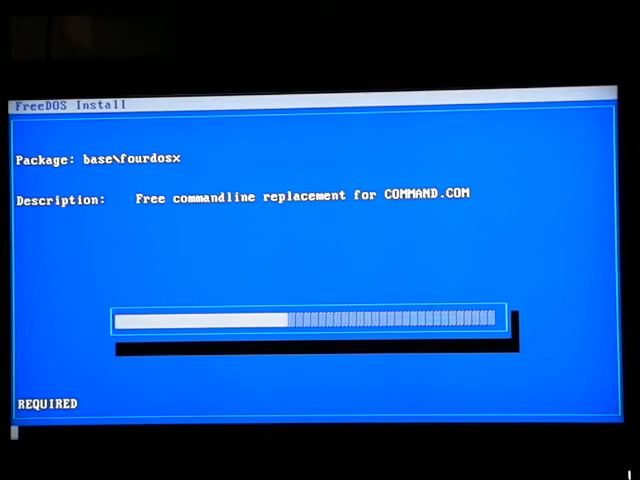 FreeDOS Install
Package: base\fourdosx
Description: Free commandline replacement for COMMAND.COM
REQUIRED